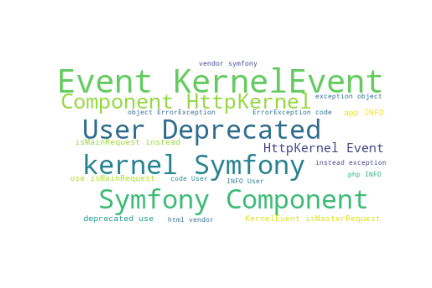 vendor symfony
Event KernelEvent
Component HttpKernel exception object
object ErrorException ErrorException code app INFO
User Deprecated
isMainRequest instead HttpKernel Event
kernel Symfony instead exception
use isMainRequest code User INFO User php INFO
Symfony Component
deprecated use html vendor KernelEvent isMasterRequest